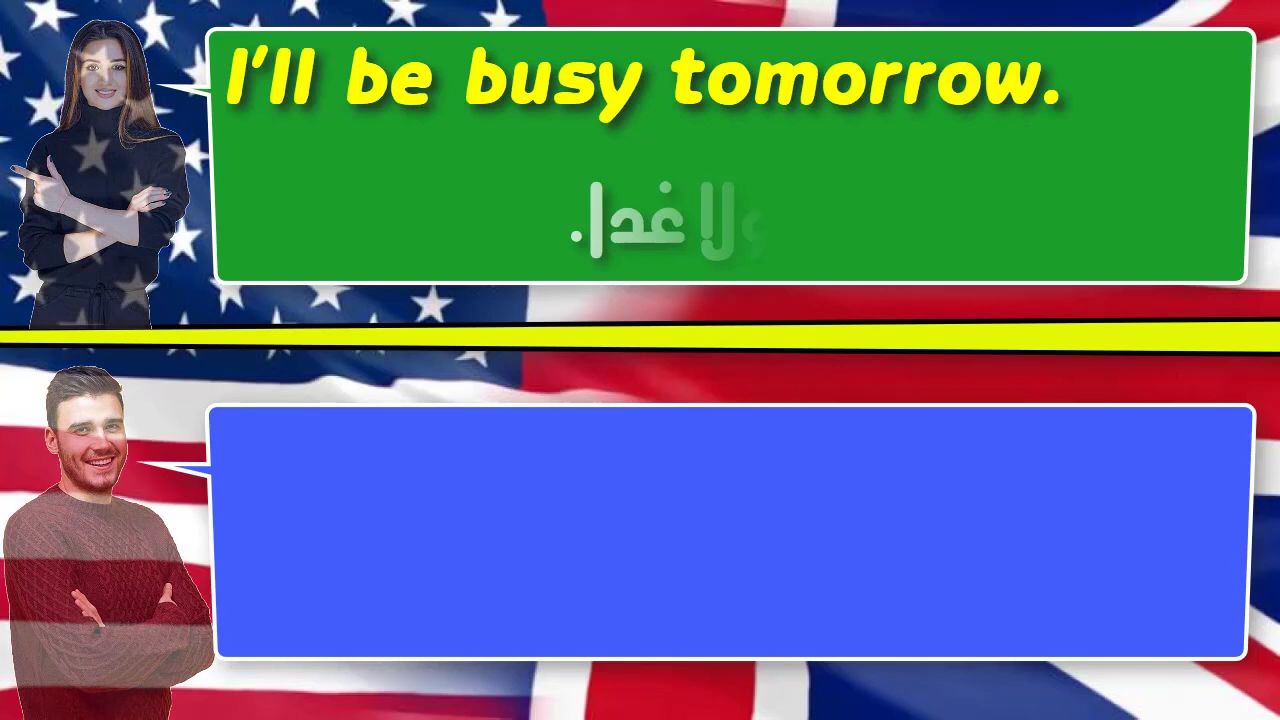 I'll be busy tomorrow.
غدا.